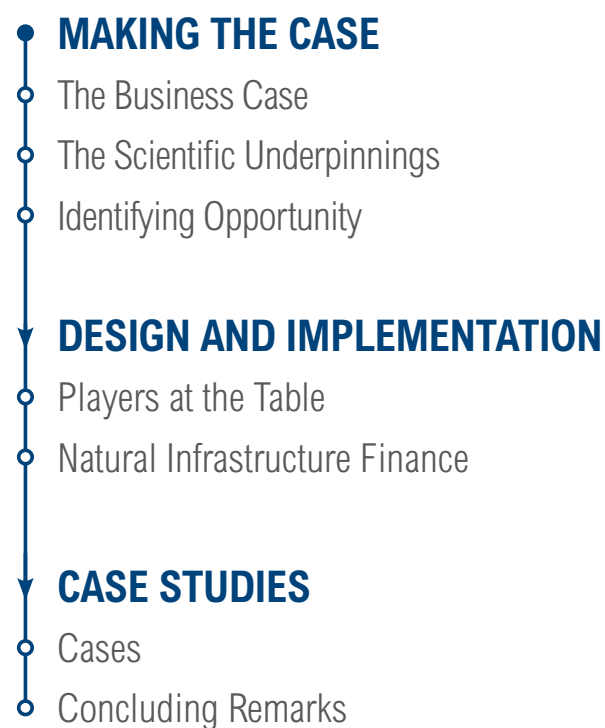 MAKING THE CASE
The Business Case
The Scientific Underpinnings
Identifying Opportunity
DESIGN AND IMPLEMENTATION
Players at the Table
Natural Infrastructure Finance
CASE STUDIES
Cases
Concluding Remarks